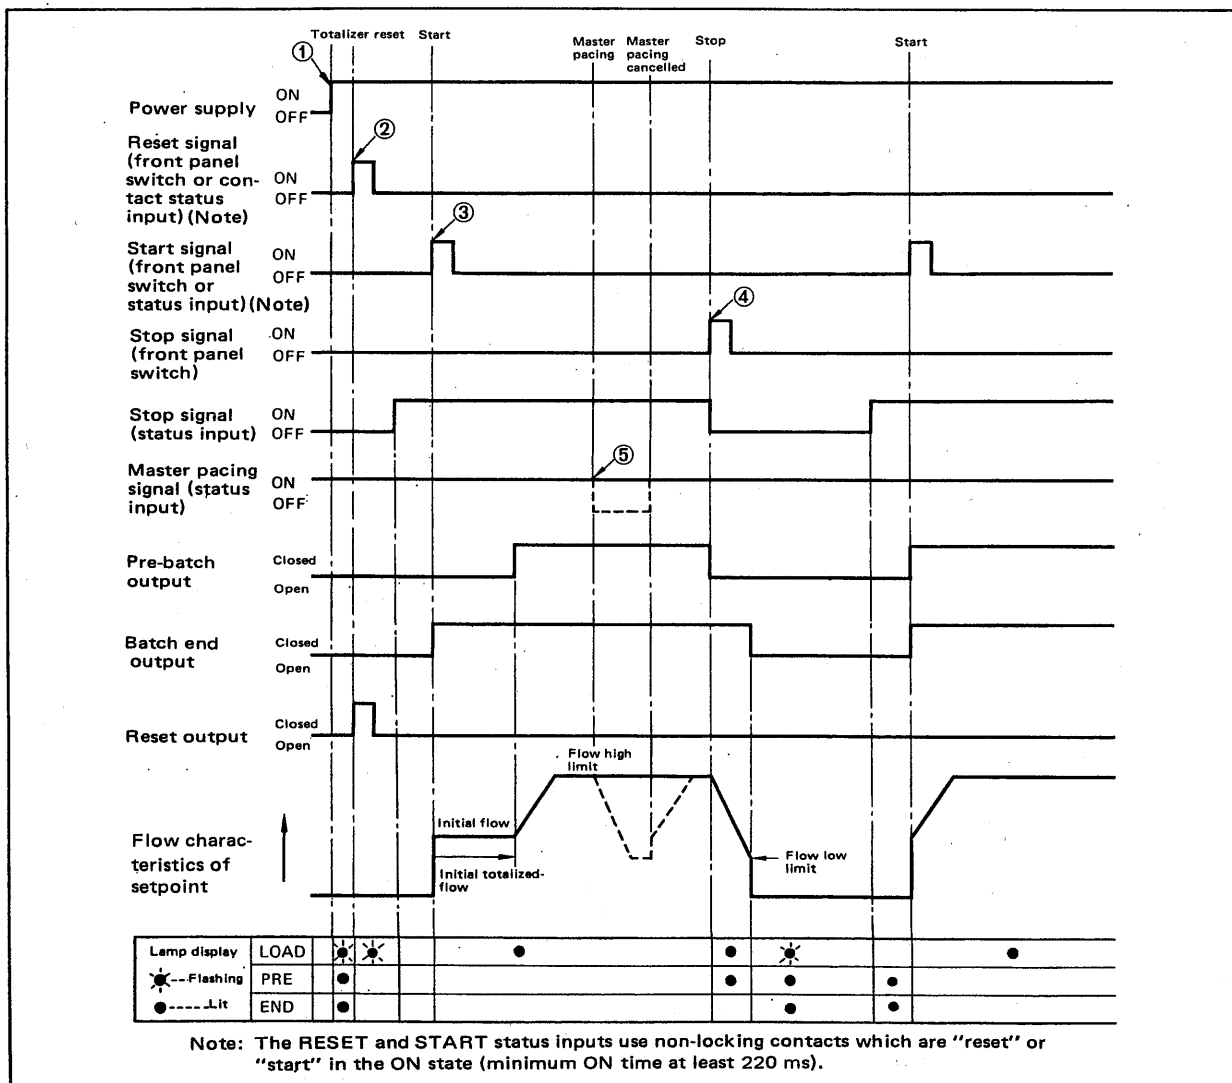 Totalizer reset Start Master pacing Master pacing cancelled Stop Start
①
Power supply ON OFF
②
Reset signal
(front panel
switch or con-
tact status
input) (Note)
ON
OFF
③
Start signal
(front panel
switch or
status input) (Note)
ON
OFF
④
Stop signal
(front panel
switch)
ON
OFF
Stop signal
(status input)
ON
OFF
⑤
Master pacing
signal (status
input)
ON
OFF
Pre-batch
output
Closed
Open
Batch end
output
Closed
Open
Reset output
Closed
Open
Flow high
limit
Initial flow
Flow charac-
teristics of
setpoint
Initial totalized-
flow
Flow low
limit
Lamp display LOAD
---Flashing PRE
-----Lit END
Note: The RESET and START status inputs use non-locking contacts which are "reset" or
"start" in the ON state (minimum ON time at least 220 ms).